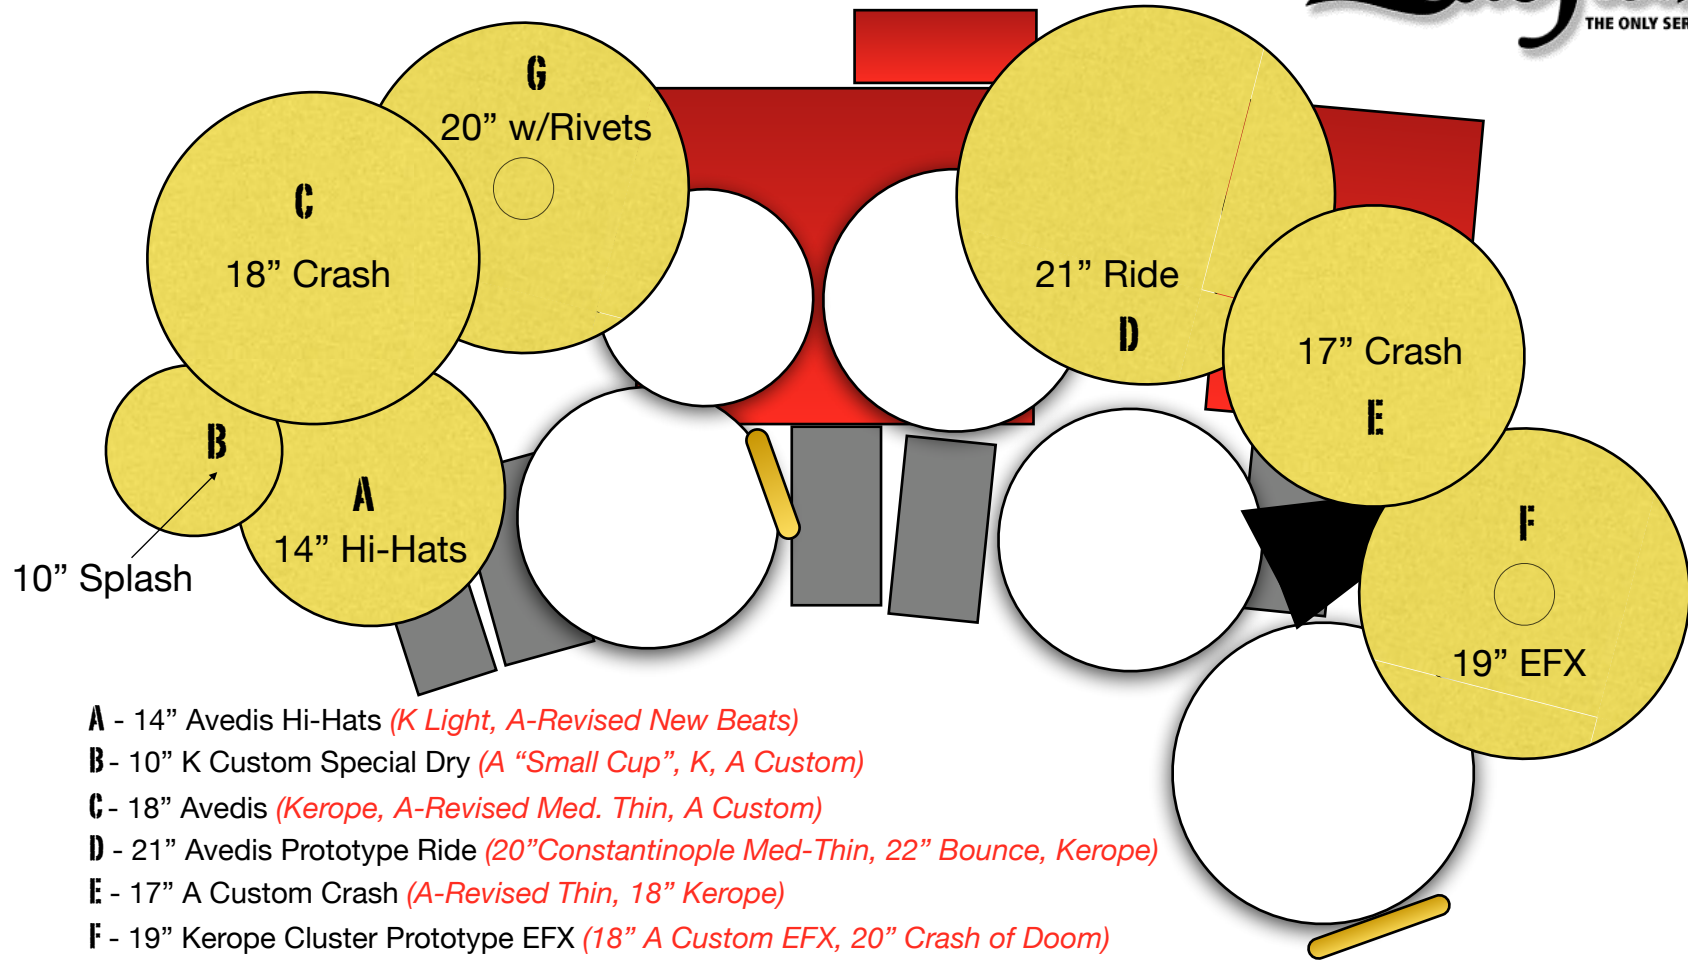 THE ONLY
G
20” w/Rivets
C
18” Crash
21” Ride
D
17” Crash
E
B
A
14” Hi-Hats
10” Splash
F
19” EFX
A - 14” Avedis Hi-Hats (K Light, A-Revised New Beats)
B - 10” K Custom Special Dry (A “Small Cup”, K, A Custom)
C - 18” Avedis (Kerope, A-Revised Med. Thin, A Custom)
D - 21” Avedis Prototype Ride (20”Constantinople Med-Thin, 22” Bounce, Kerope)
E - 17” A Custom Crash (A-Revised Thin, 18” Kerope)
F - 19” Kerope Cluster Prototype EFX (18” A Custom EFX, 20” Crash of Doom)